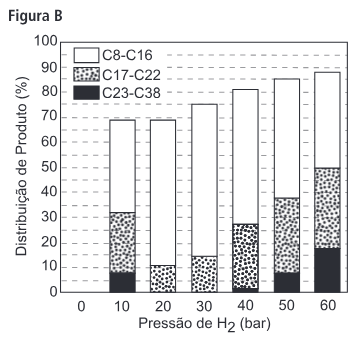 Figura B
100
90
80
70
60
50
40
30
20
10
0
Distribuição de Produto (%)
C8-C16
C17-C22
C23-C38
0 10 20 30 40 50 60
Pressão de H2 (bar)